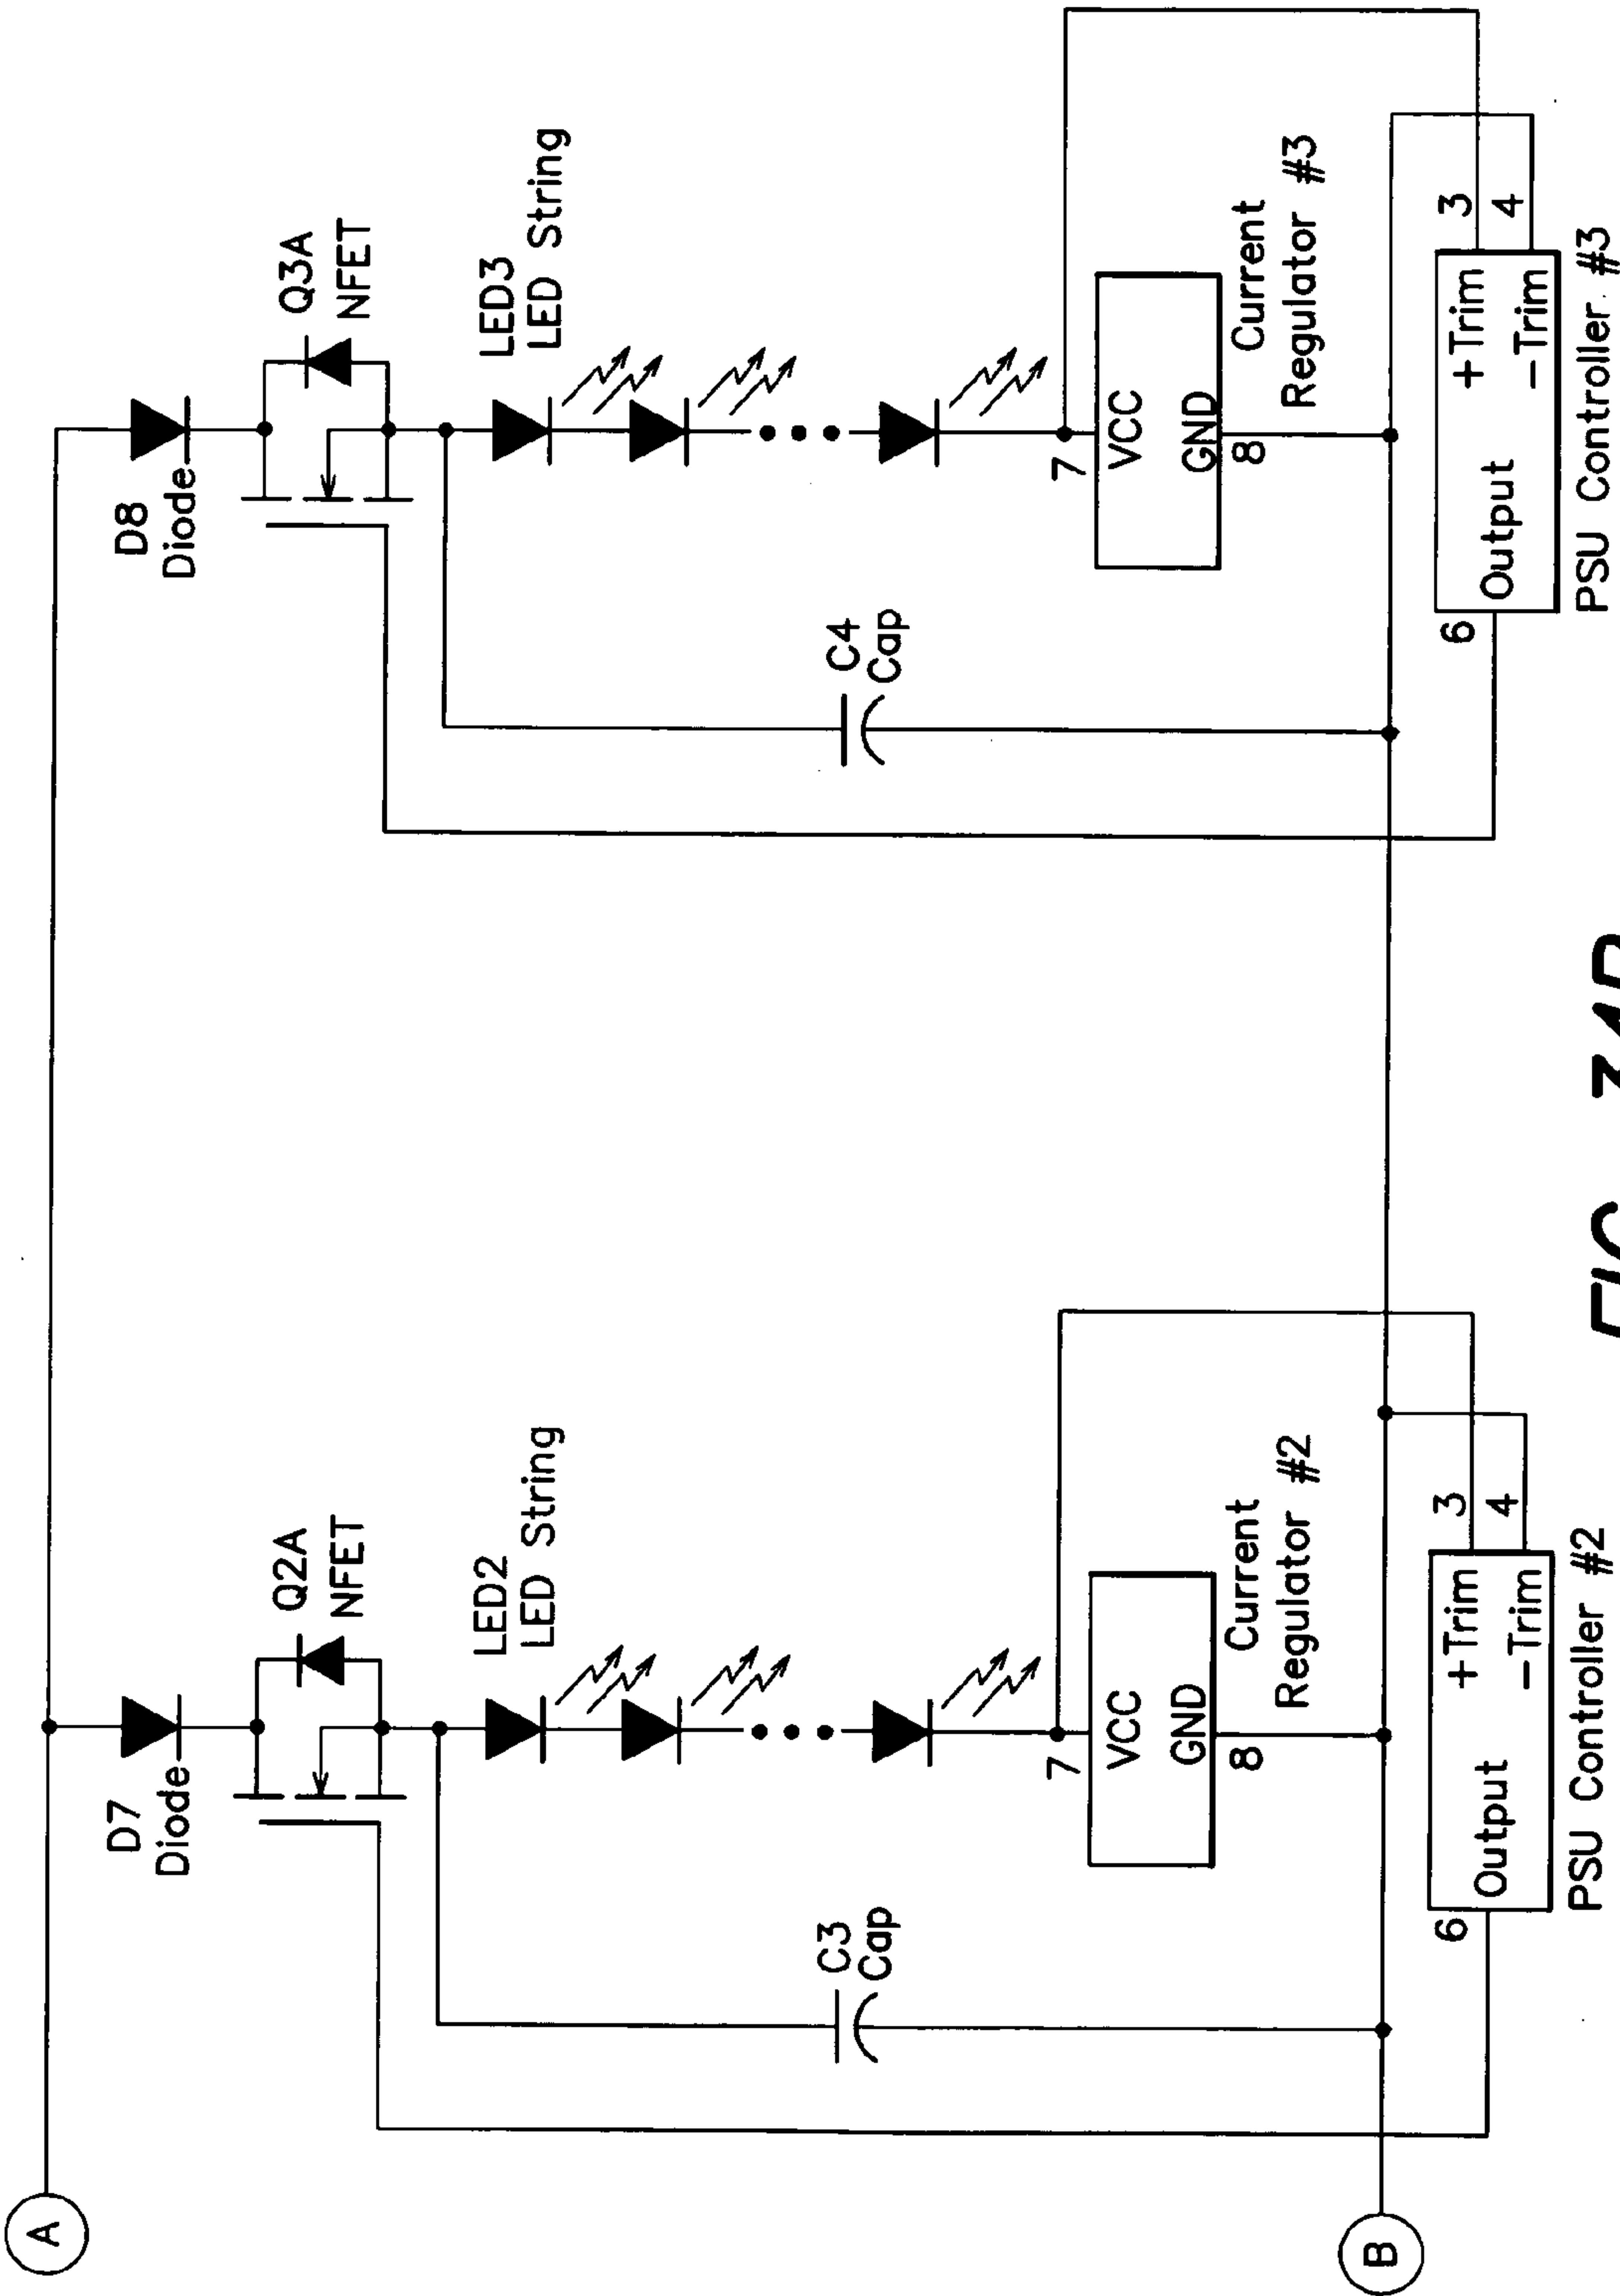 A
D7
Diode
Q2A
NFET
LED2
LED String
C3
Cap
7
VCC
GND
8
Current
Regulator #2
6
Output
+Trim
-Trim
3
4
PSU Controller #2
B
D8
Diode
Q3A
NFET
LED3
LED String
C4
Cap
7
VCC
GND
8
Current
Regulator #3
6
Output
+Trim
-Trim
3
4
PSU Controller #3